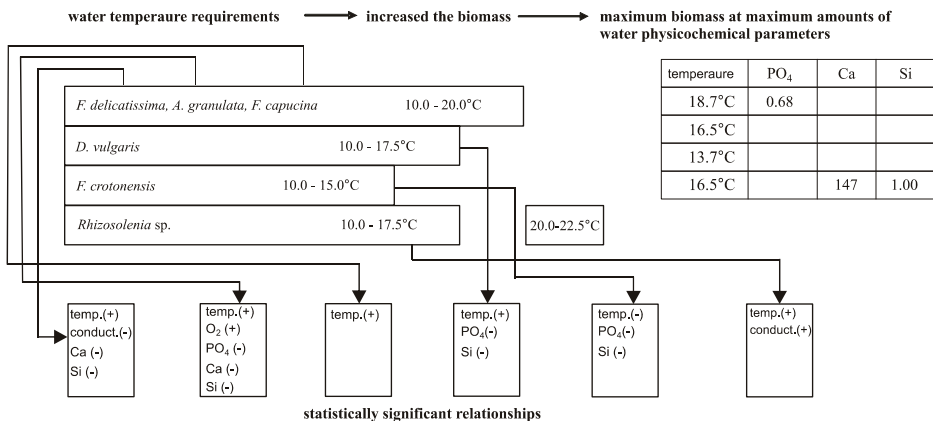 water temperaure requirements increased the biomass maximum biomass at maximum amounts of
water physicochemical parameters
temperaure PO4 Ca Si
18.7°C 0.68
16.5°C
13.7°C
16.5°C 147 1.00
F. delicatissima, A. granulata, F. capucina 10.0 - 20.0°C
D. vulgaris 10.0 - 17.5°C
F. crotonensis 10.0 - 15.0°C
Rhizosolenia sp. 10.0 - 17.5°C 20.0-22.5°C
temp.(+)
conduct.(-)
Ca (-)
Si (-)
temp.(+)
O2 (+)
PO4 (-)
Ca (-)
Si (-)
temp.(+)
temp.(+)
PO4(-)
Si (-)
temp.(-)
PO4(-)
Si (-)
temp.(+)
conduct.(+)
statistically significant relationships